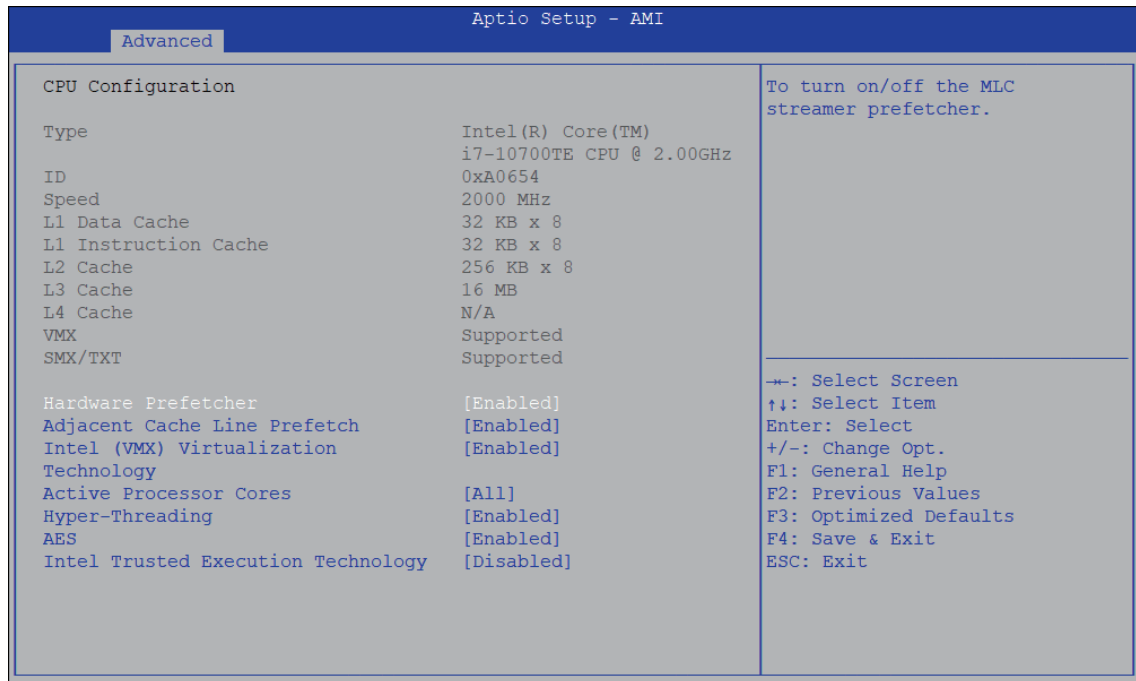 Aptio Setup - AMI
Advanced
CPU Configuration
Type Intel(R) Core(TM)
i7-10700TE CPU @ 2.00GHz
ID 0xA0654
Speed 2000 MHz
L1 Data Cache 32 KB x 8
L1 Instruction Cache 32 KB x 8
L2 Cache 256 KB x 8
L3 Cache 16 MB
L4 Cache N/A
VMX Supported
SMX/TXT Supported
Hardware Prefetcher [Enabled]
Adjacent Cache Line Prefetch [Enabled]
Intel (VMX) Virtualization [Enabled]
Technology
Active Processor Cores [All]
Hyper-Threading [Enabled]
AES [Enabled]
Intel Trusted Execution Technology [Disabled]
To turn on/off the MLC
streamer prefetcher.
→←: Select Screen
↑↓: Select Item
Enter: Select
+/-: Change Opt.
F1: General Help
F2: Previous Values
F3: Optimized Defaults
F4: Save & Exit
ESC: Exit